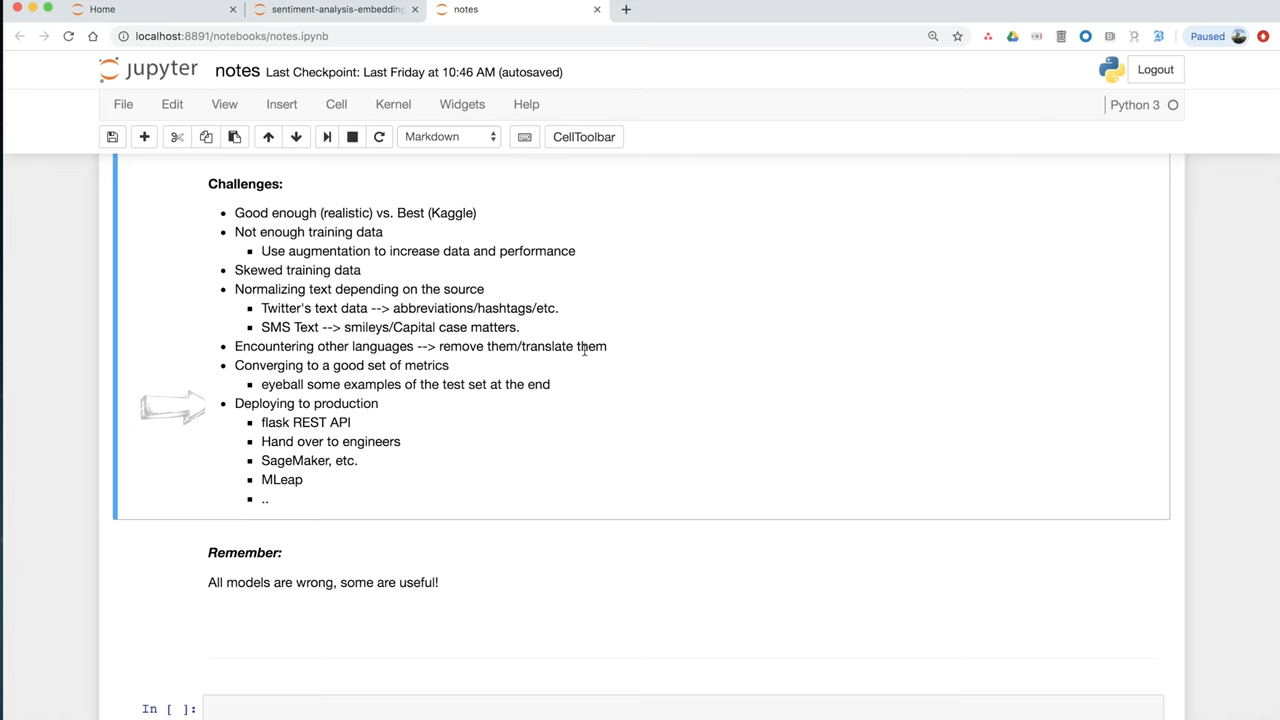 Home
sentiment-analysis-embedding
notes
localhost:8891/notebooks/notes.ipynb
Paused
jupyter notes Last Checkpoint: Last Friday at 10:46 AM (autosaved)
Logout
File Edit View Insert Cell Kernel Widgets Help
Python 3
Markdown
CellToolbar
Challenges:
• Good enough (realistic) vs. Best (Kaggle)
• Not enough training data
▪ Use augmentation to increase data and performance
• Skewed training data
• Normalizing text depending on the source
▪ Twitter's text data --> abbreviations/hashtags/etc.
▪ SMS Text --> smileys/Capital case matters.
• Encountering other languages --> remove them/translate them
• Converging to a good set of metrics
▪ eyeball some examples of the test set at the end
• Deploying to production
▪ flask REST API
▪ Hand over to engineers
▪ SageMaker, etc.
▪ MLeap
▪ ..
Remember:
All models are wrong, some are useful!
In [ ]: